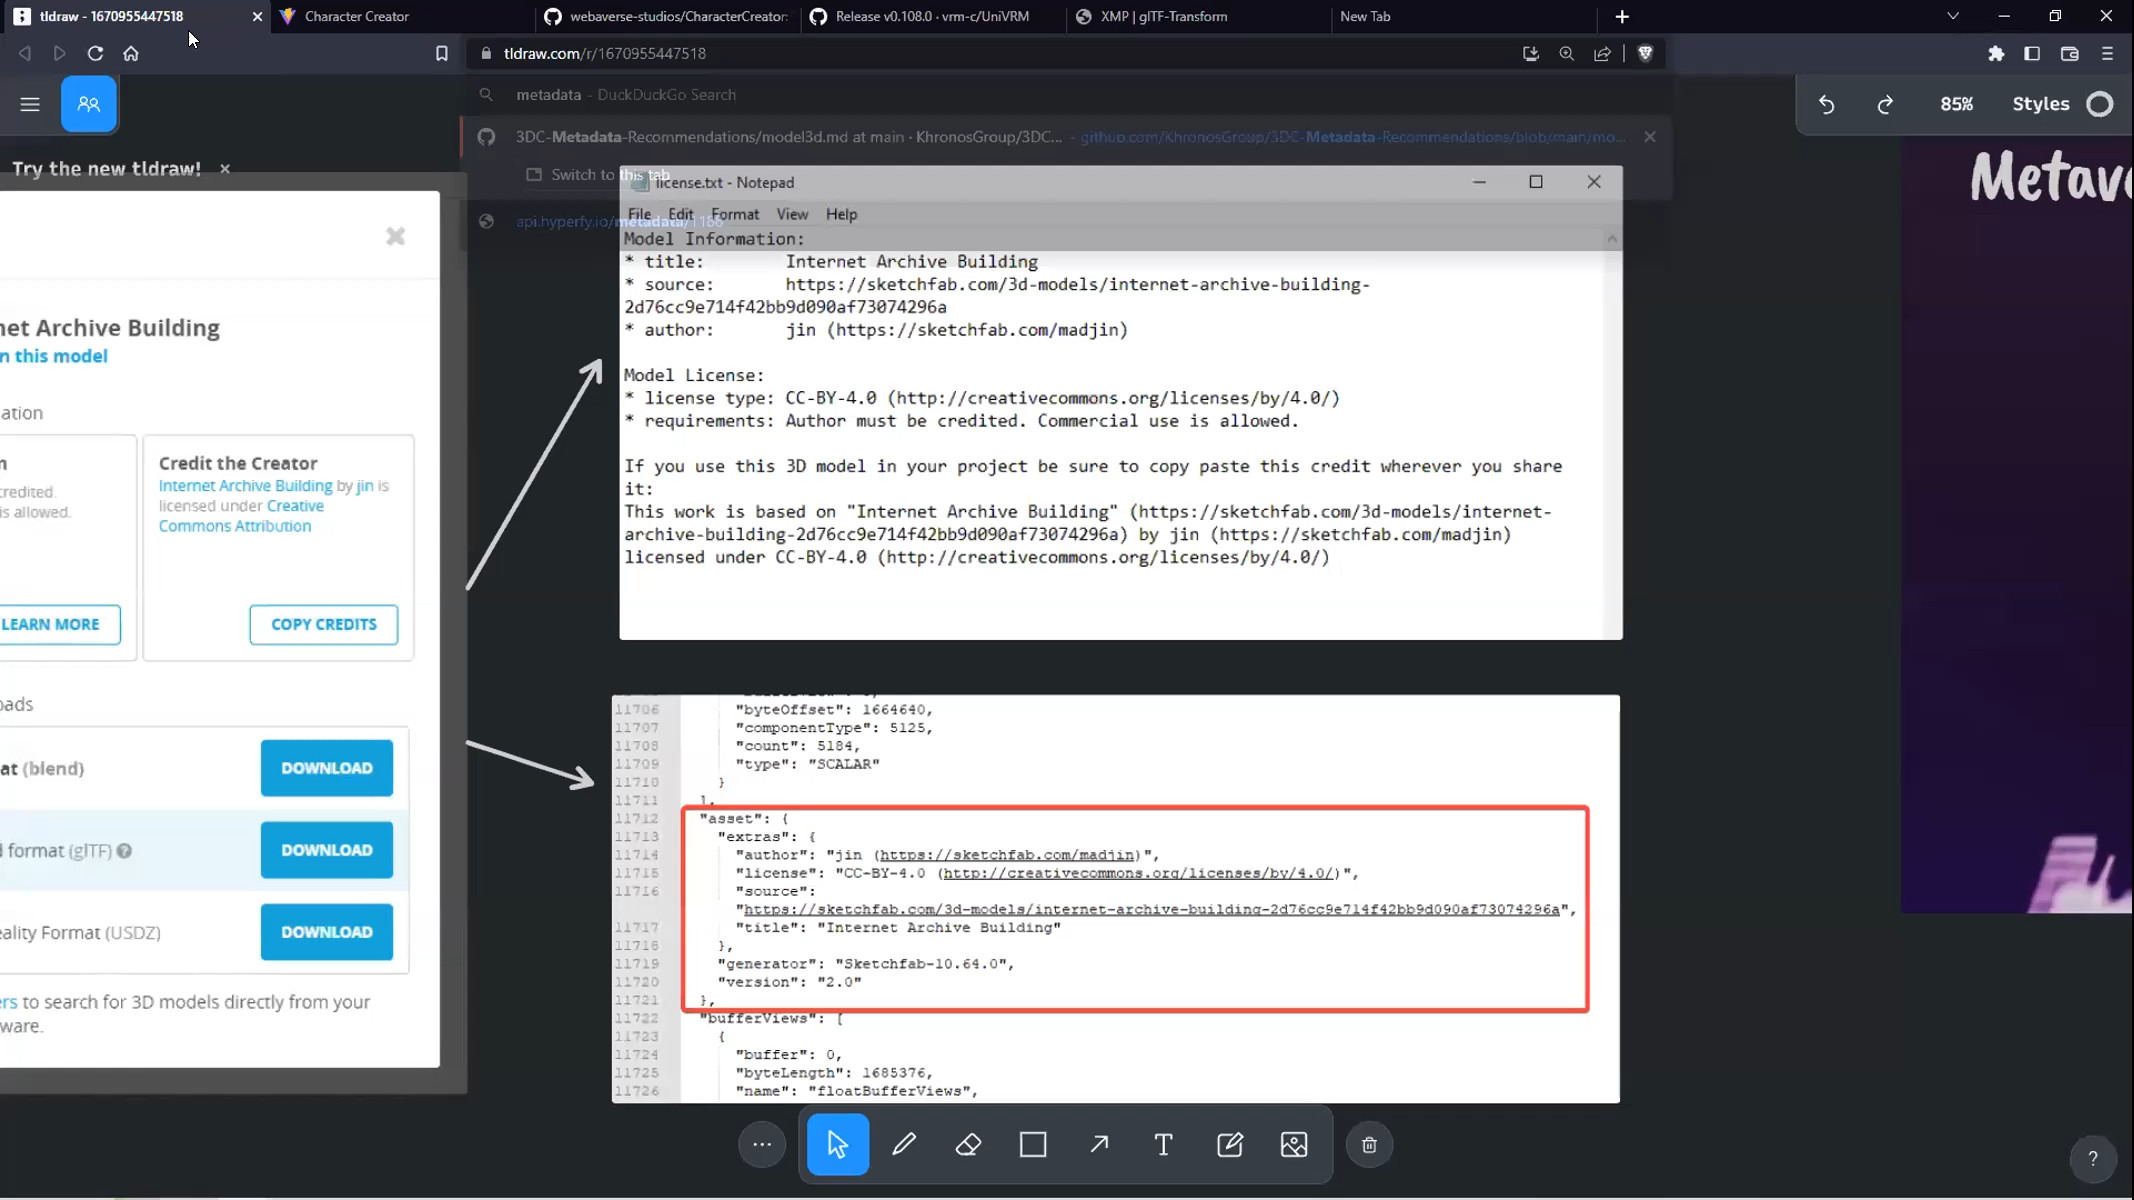 tldraw - 1670955447518
Character Creator
webaverse-studios/CharacterCreator:
Release v0.108.0 · vrm-c/UniVRM
XMP | glTF-Transform
New Tab
tldraw.com/r/1670955447518
metadata - DuckDuckGo Search
3DC-Metadata-Recommendations/model3d.md at main · KhronosGroup/3DC... - github.com/KhronosGroup/3DC-Metadata-Recommendations/blob/main/mo...
Switch to this tab
api.hyperfy.io/metadata/1186
85%
Styles
Try the new tldraw!
Metav
net Archive Building
n this model
ation
n
credited.
is allowed.
LEARN MORE
Credit the Creator
Internet Archive Building by jin is
licensed under Creative
Commons Attribution
COPY CREDITS
oads
at (blend)
DOWNLOAD
d format (glTF)
DOWNLOAD
eality Format (USDZ)
DOWNLOAD
ers to search for 3D models directly from your
ware.
license.txt - Notepad
File Edit Format View Help
Model Information:
* title: Internet Archive Building
* source: https://sketchfab.com/3d-models/internet-archive-building-
2d76cc9e714f42bb9d090af73074296a
* author: jin (https://sketchfab.com/madjin)
Model License:
* license type: CC-BY-4.0 (http://creativecommons.org/licenses/by/4.0/)
* requirements: Author must be credited. Commercial use is allowed.
If you use this 3D model in your project be sure to copy paste this credit wherever you share
it:
This work is based on "Internet Archive Building" (https://sketchfab.com/3d-models/internet-
archive-building-2d76cc9e714f42bb9d090af73074296a) by jin (https://sketchfab.com/madjin)
licensed under CC-BY-4.0 (http://creativecommons.org/licenses/by/4.0/)
11706 "byteOffset": 1664640,
11707 "componentType": 5125,
11708 "count": 5184,
11709 "type": "SCALAR"
11710 }
11711 ],
11712 "asset": {
11713 "extras": {
11714 "author": "jin (https://sketchfab.com/madjin)",
11715 "license": "CC-BY-4.0 (http://creativecommons.org/licenses/by/4.0/)",
11716 "source":
"https://sketchfab.com/3d-models/internet-archive-building-2d76cc9e714f42bb9d090af73074296a",
11717 "title": "Internet Archive Building"
11718 },
11719 "generator": "Sketchfab-10.64.0",
11720 "version": "2.0"
11721 },
11722 "bufferViews": [
11723 {
11724 "buffer": 0,
11725 "byteLength": 1685376,
11726 "name": "floatBufferViews",